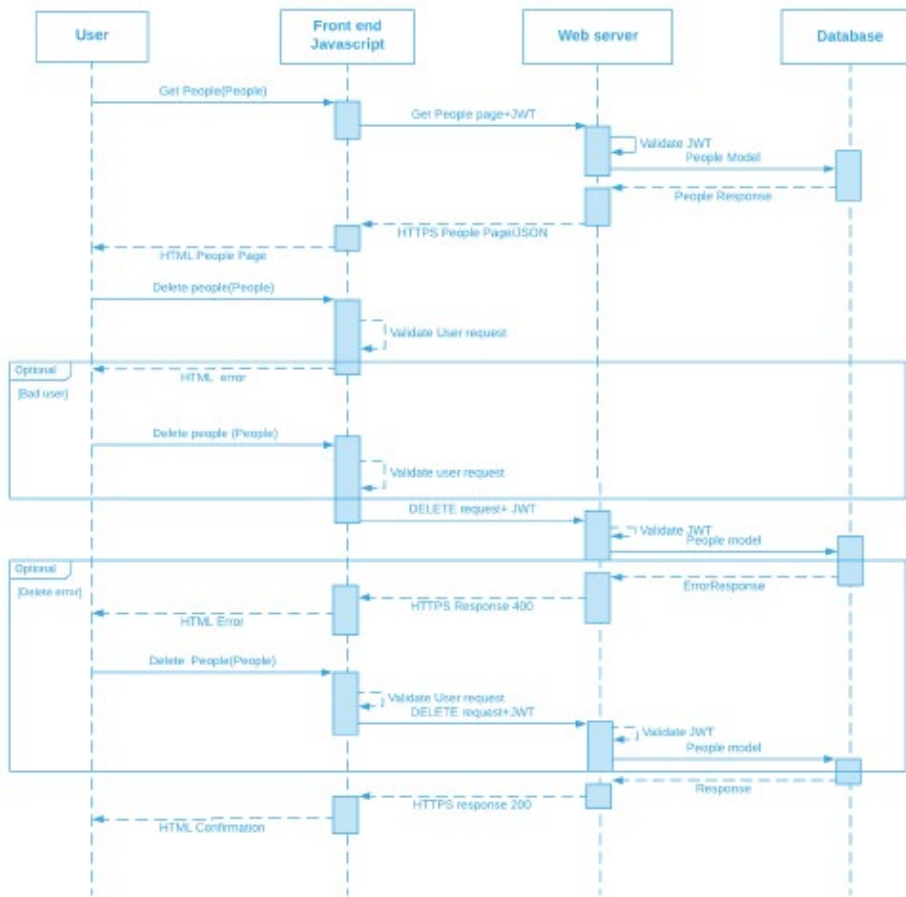 User
Front end
Javascript
Web server
Database
Get People(People)
Get People page+JWT
Validate JWT
People Model
People Response
HTTPS People Page/JSON
HTML People Page
Delete people(People)
Validate User request
Optional
HTML error
[Bad user]
Delete people (People)
Validate user request
DELETE request+ JWT
Validate JWT
People model
Optional
ErrorResponse
[Delete error]
HTTPS Response 400
HTML Error
Delete People(People)
Validate User request
DELETE request+JWT
Validate JWT
People model
Response
HTTPS response 200
HTML Confirmation